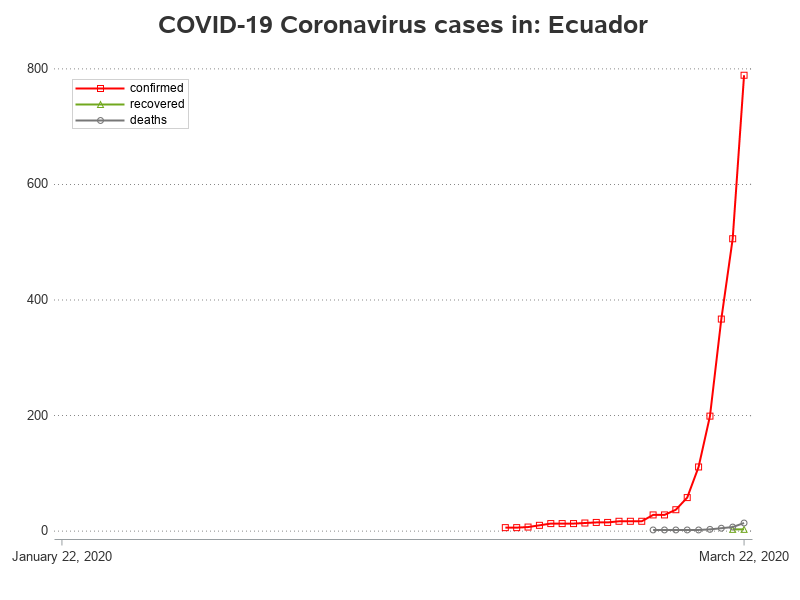 COVID-19 Coronavirus cases in: Ecuador
800
confirmed
recovered
deaths
600
400
200
0
January 22, 2020
March 22, 2020